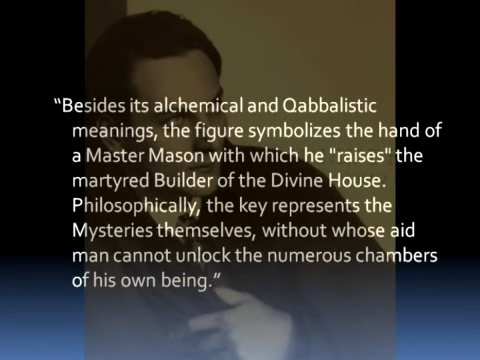 “Besides its alchemical and Qabbalistic
meanings, the figure symbolizes the hand of
a Master Mason with which he "raises" the
martyred Builder of the Divine House.
Philosophically, the key represents the
Mysteries themselves, without whose aid
man cannot unlock the numerous chambers
of his own being.”